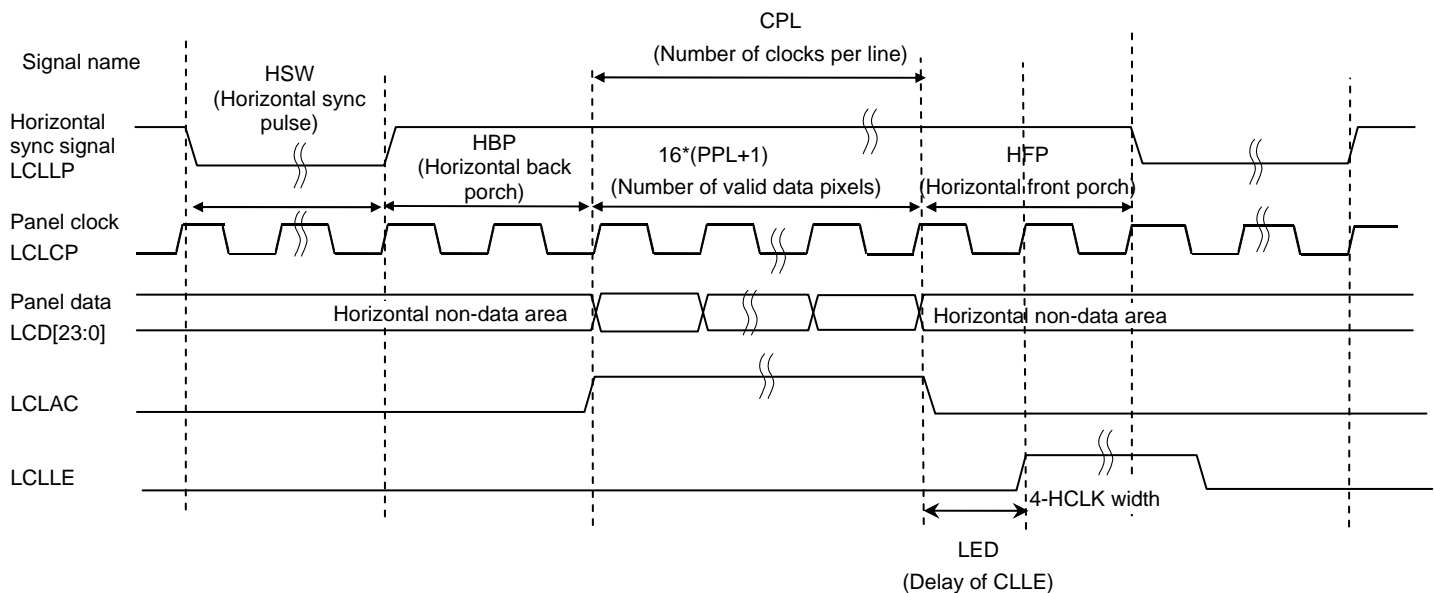 CPL
(Number of clocks per line)
Signal name
HSW
(Horizontal sync
pulse)
Horizontal
sync signal
LCLLP
HBP
(Horizontal back
porch)
16*(PPL+1)
(Number of valid data pixels)
HFP
(Horizontal front porch)
Panel clock
LCLCP
Panel data
LCD[23:0]
Horizontal non-data area
Horizontal non-data area
LCLAC
LCLLE
4-HCLK width
LED
(Delay of CLLE)